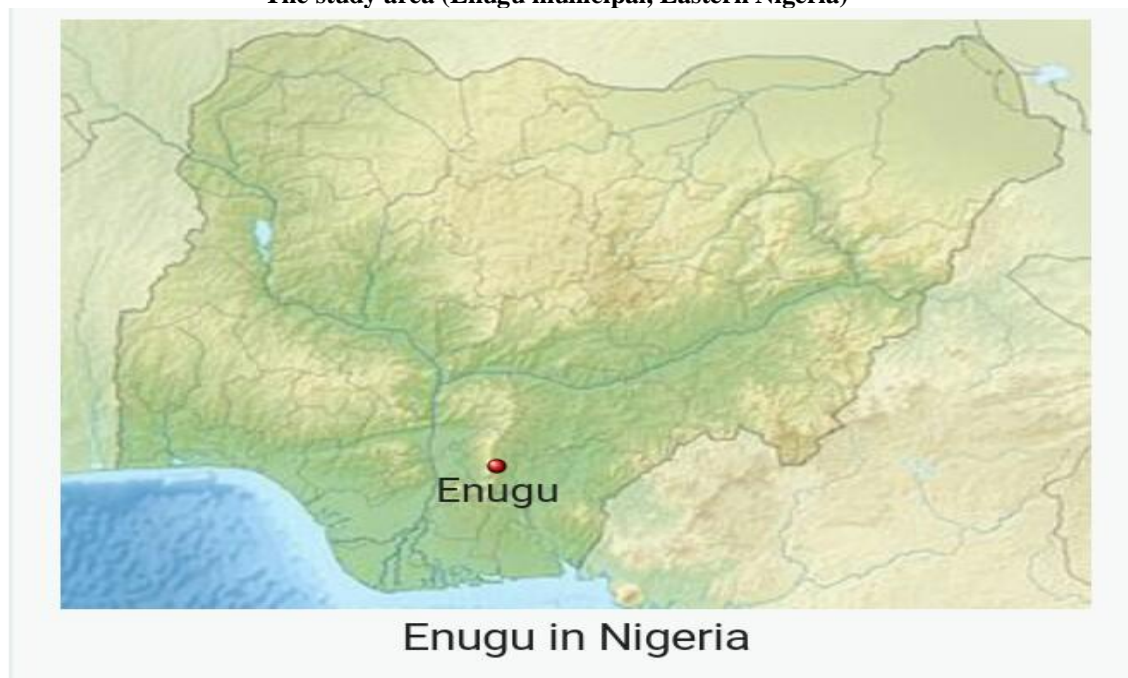 The study area (Enugu municipal, Eastern Nigeria)
Enugu
Enugu in Nigeria